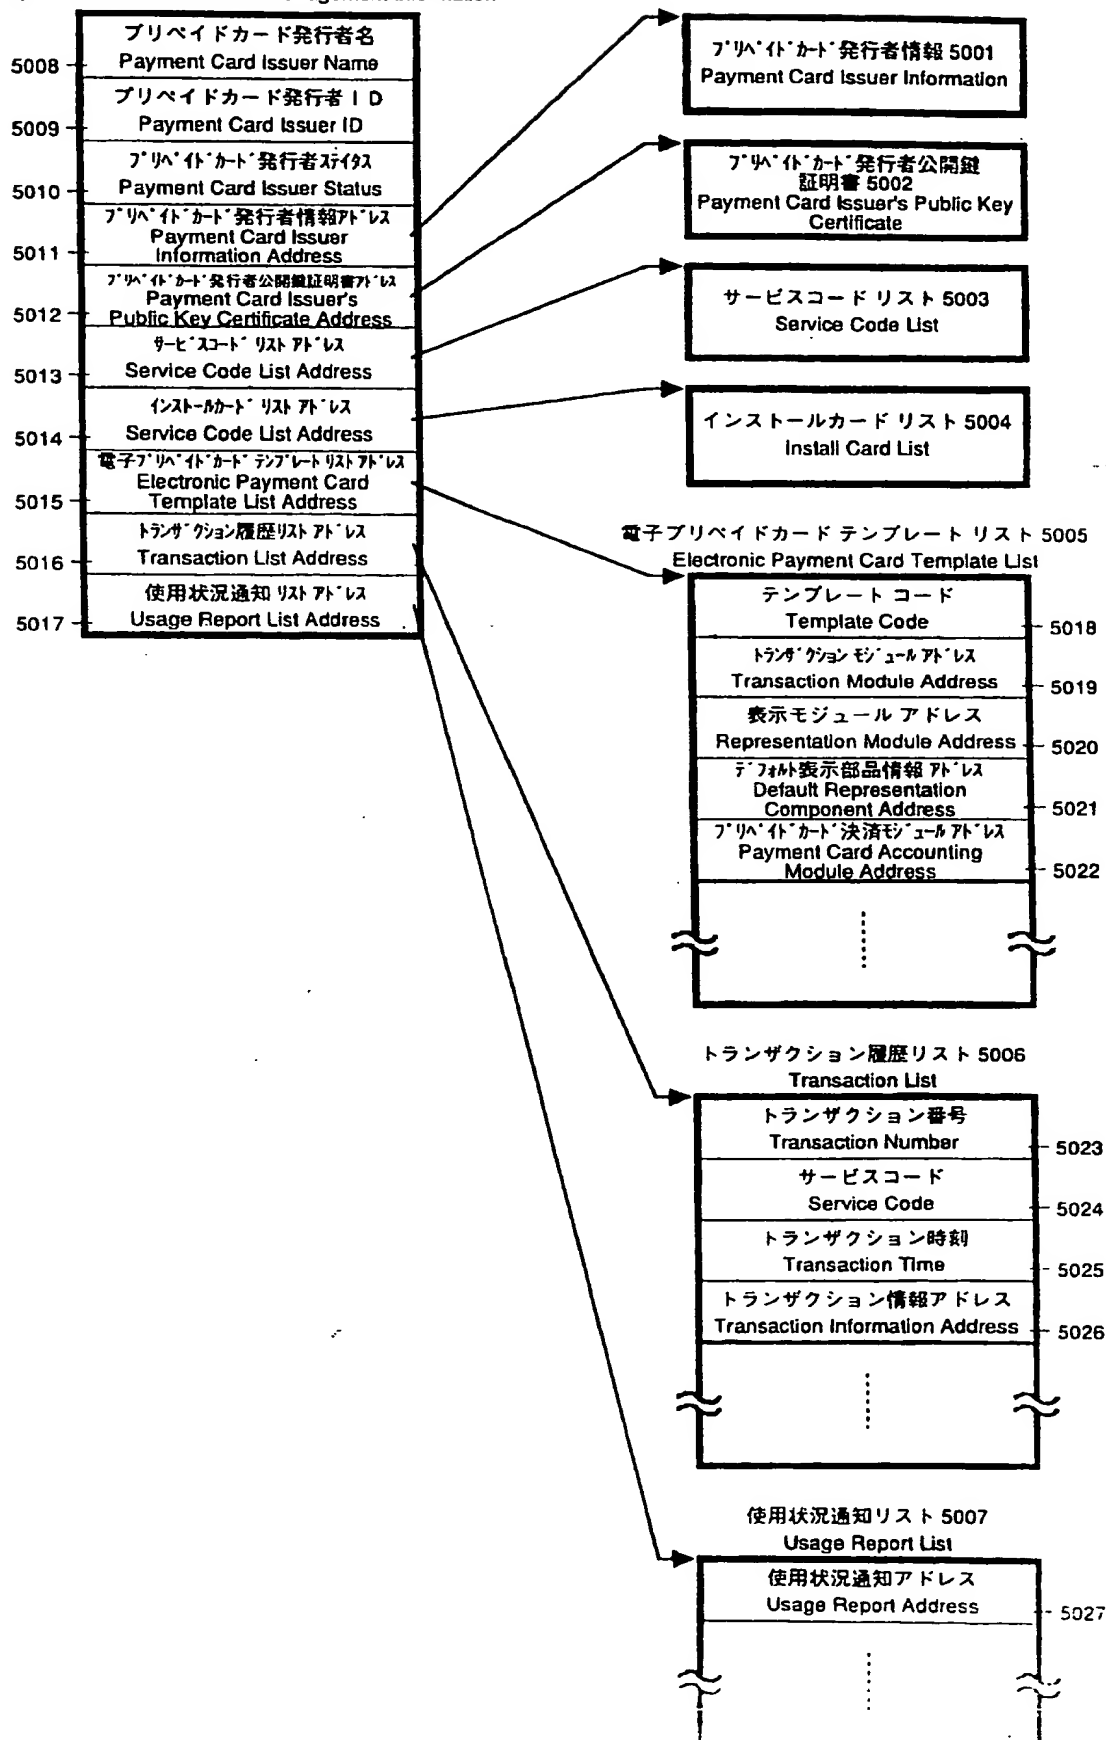 プリペイドカード発行者名
Payment Card Issuer Name
5008
プリペイドカード発行者ID
Payment Card Issuer ID
5009
プリペイドカード発行者ステイタス
Payment Card Issuer Status
5010
プリペイドカード発行者情報アドレス
Payment Card Issuer
Information Address
5011
プリペイドカード発行者公開鍵証明書アドレス
Payment Card Issuer's
Public Key Certificate Address
5012
サービスコード リスト アドレス
Service Code List Address
5013
インストールカード リスト アドレス
Service Code List Address
5014
電子プリペイドカード テンプレート リスト アドレス
Electronic Payment Card
Template List Address
5015
トランザクション履歴リスト アドレス
Transaction List Address
5016
使用状況通知 リスト アドレス
Usage Report List Address
5017
プリペイドカード発行者情報 5001
Payment Card Issuer Information
プリペイドカード発行者公開鍵
証明書 5002
Payment Card Issuer's Public Key
Certificate
サービスコード リスト 5003
Service Code List
インストールカード リスト 5004
Install Card List
電子プリペイドカード テンプレート リスト 5005
Electronic Payment Card Template List
テンプレート コード
Template Code
5018
トランザクション モジュール アドレス
Transaction Module Address
5019
表示モジュール アドレス
Representation Module Address
5020
デフォルト表示部品情報 アドレス
Default Representation
Component Address
5021
プリペイドカード決済モジュール アドレス
Payment Card Accounting
Module Address
5022
トランザクション履歴リスト 5006
Transaction List
トランザクション番号
Transaction Number
5023
サービスコード
Service Code
5024
トランザクション時刻
Transaction Time
5025
トランザクション情報アドレス
Transaction Information Address
5026
使用状況通知リスト 5007
Usage Report List
使用状況通知アドレス
Usage Report Address
5027